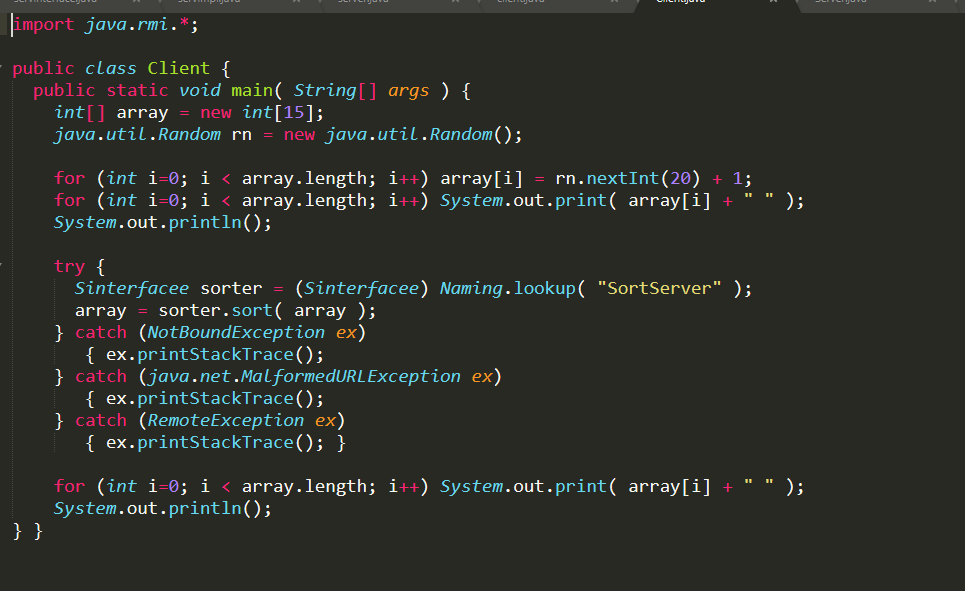 import java.rmi.*;
public class Client {
public static void main( String[] args ) {
int[] array = new int[15];
java.util.Random rn = new java.util.Random();
for (int i=0; i < array.length; i++) array[i] = rn.nextInt(20) + 1;
for (int i=0; i < array.length; i++) System.out.print( array[i] + " " );
System.out.println();
try {
Sinterfacee sorter = (Sinterfacee) Naming.lookup( "SortServer" );
array = sorter.sort( array );
} catch (NotBoundException ex)
{ ex.printStackTrace();
} catch (java.net.MalformedURLException ex)
{ ex.printStackTrace();
} catch (RemoteException ex)
{ ex.printStackTrace(); }
for (int i=0; i < array.length; i++) System.out.print( array[i] + " " );
System.out.println();
} }